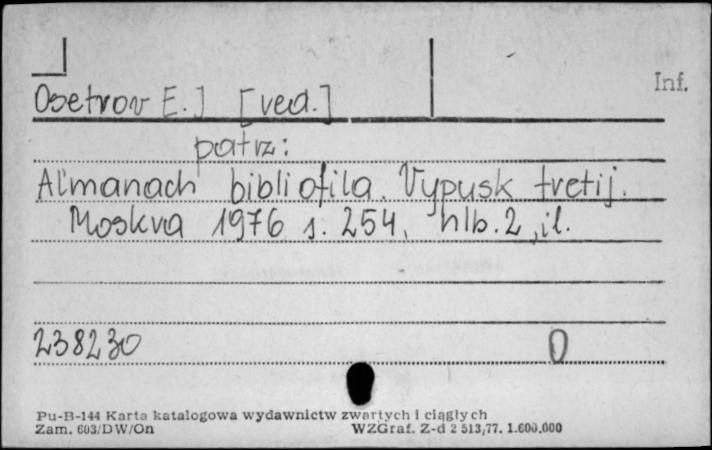 Inf.
Osetrov E.] [red.]
patrz:
Al'manach bibliofila. Vypusk tretij.
Moskva 1976 s. 254, nlb. 2, il.
238230 O
Pu-B-144 Karta katalogowa wydawnictw zwartych i ciągłych
Zam. 603/DW/On WZGraf. Z-d 2 513/77. 1.600.000